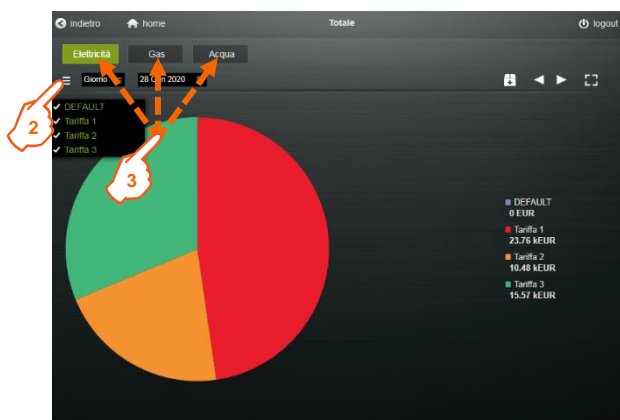 indietro home Totale logout
Elettricità Gas Acqua
Giorno 28 Gen 2020
DEFAULT
Tariffa 1
Tariffa 2
Tariffa 3
2
3
DEFAULT
0 EUR
Tariffa 1
23.76 kEUR
Tariffa 2
10.48 kEUR
Tariffa 3
15.57 kEUR